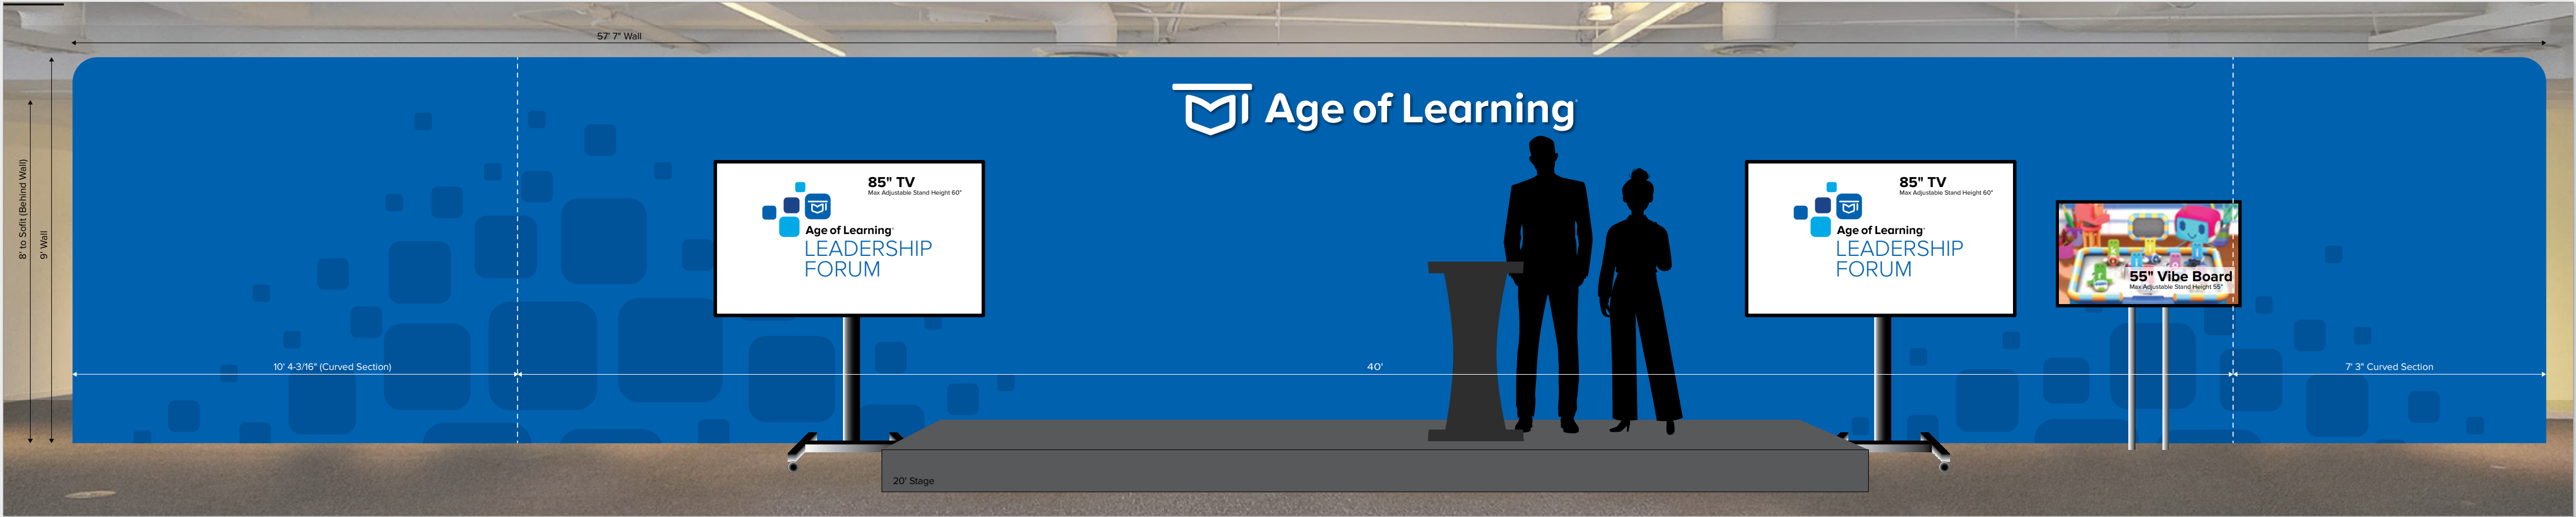 57' 7" Wall
8' to Sofit (Behind Wall)
9' Wall
Age of Learning
85" TV
Max Adjustable Stand Height 60"
Age of Learning
LEADERSHIP
FORUM
85" TV
Max Adjustable Stand Height 60"
Age of Learning
LEADERSHIP
FORUM
55" Vibe Board
Max Adjustable Stand Height 55"
10' 4-3/16" (Curved Section)
40'
7' 3" Curved Section
20' Stage